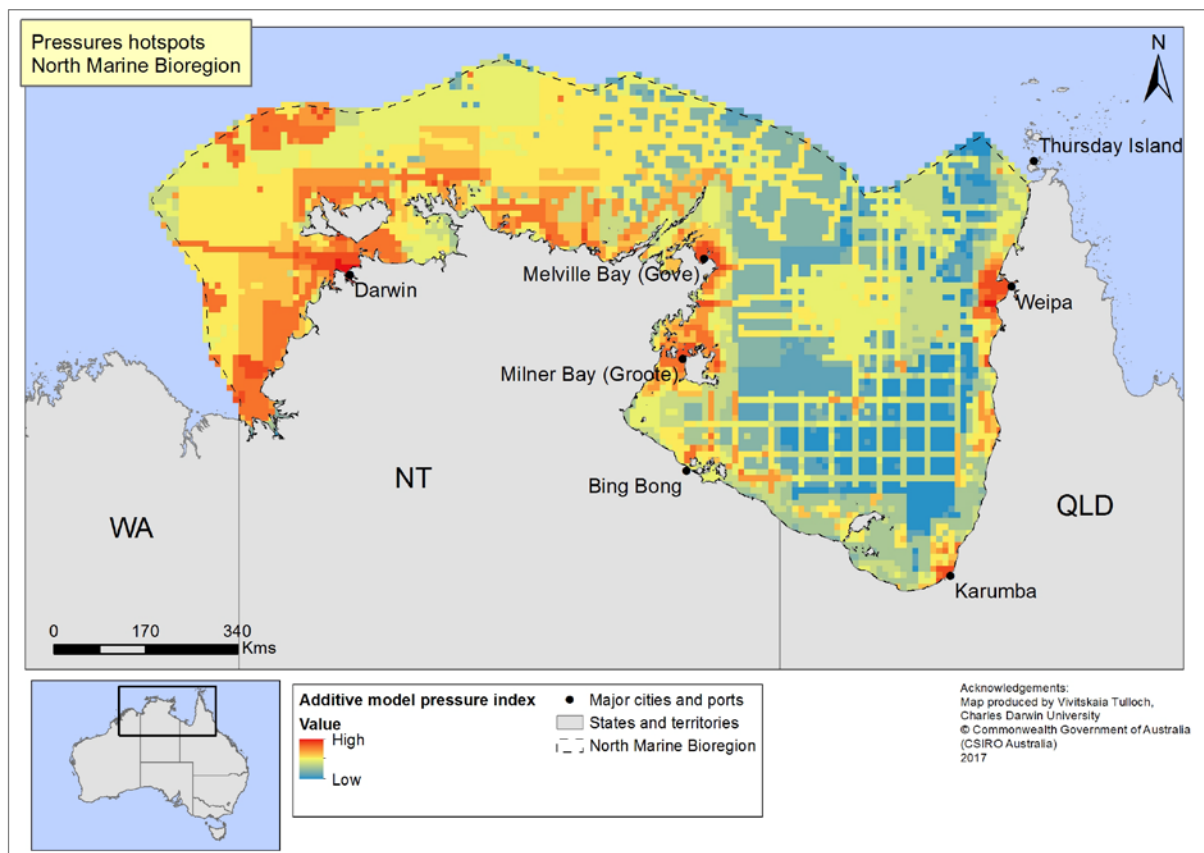 Pressures hotspots
North Marine Bioregion
N
Thursday Island
Melville Bay (Gove)
Weipa
Darwin
Milner Bay (Groote)
NT
Bing Bong
QLD
WA
Karumba
0 170 340
Kms
Additive model pressure index
Value
High
Low
Major cities and ports
States and territories
North Marine Bioregion
Acknowledgements:
Map produced by Vivitskaia Tulloch,
Charles Darwin University
© Commonwealth Government of Australia
(CSIRO Australia)
2017